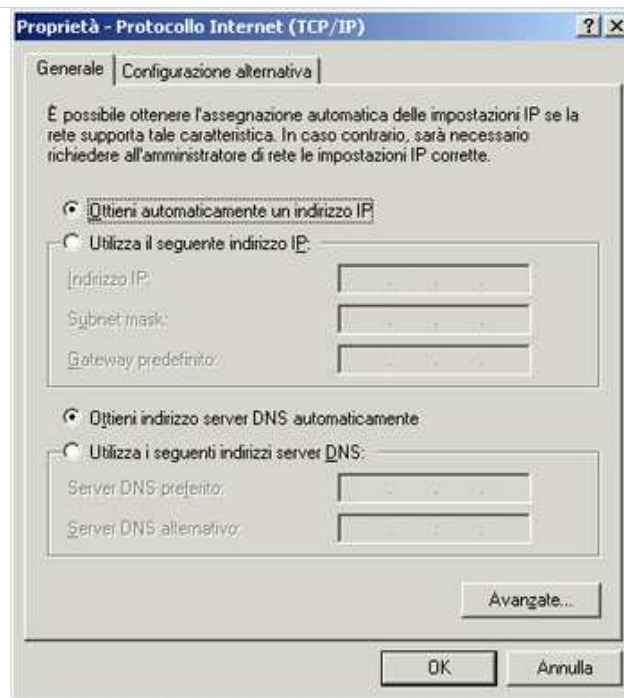 Proprietà - Protocollo Internet (TCP/IP)
Generale
Configurazione alternativa
È possibile ottenere l'assegnazione automatica delle impostazioni IP se la
rete supporta tale caratteristica. In caso contrario, sarà necessario
richiedere all'amministratore di rete le impostazioni IP corrette.
Ottieni automaticamente un indirizzo IP
Utilizza il seguente indirizzo IP:
Indirizzo IP:
Subnet mask:
Gateway predefinito:
Ottieni indirizzo server DNS automaticamente
Utilizza i seguenti indirizzi server DNS:
Server DNS preferito:
Server DNS alternativo:
Avanzate...
OK
Annulla